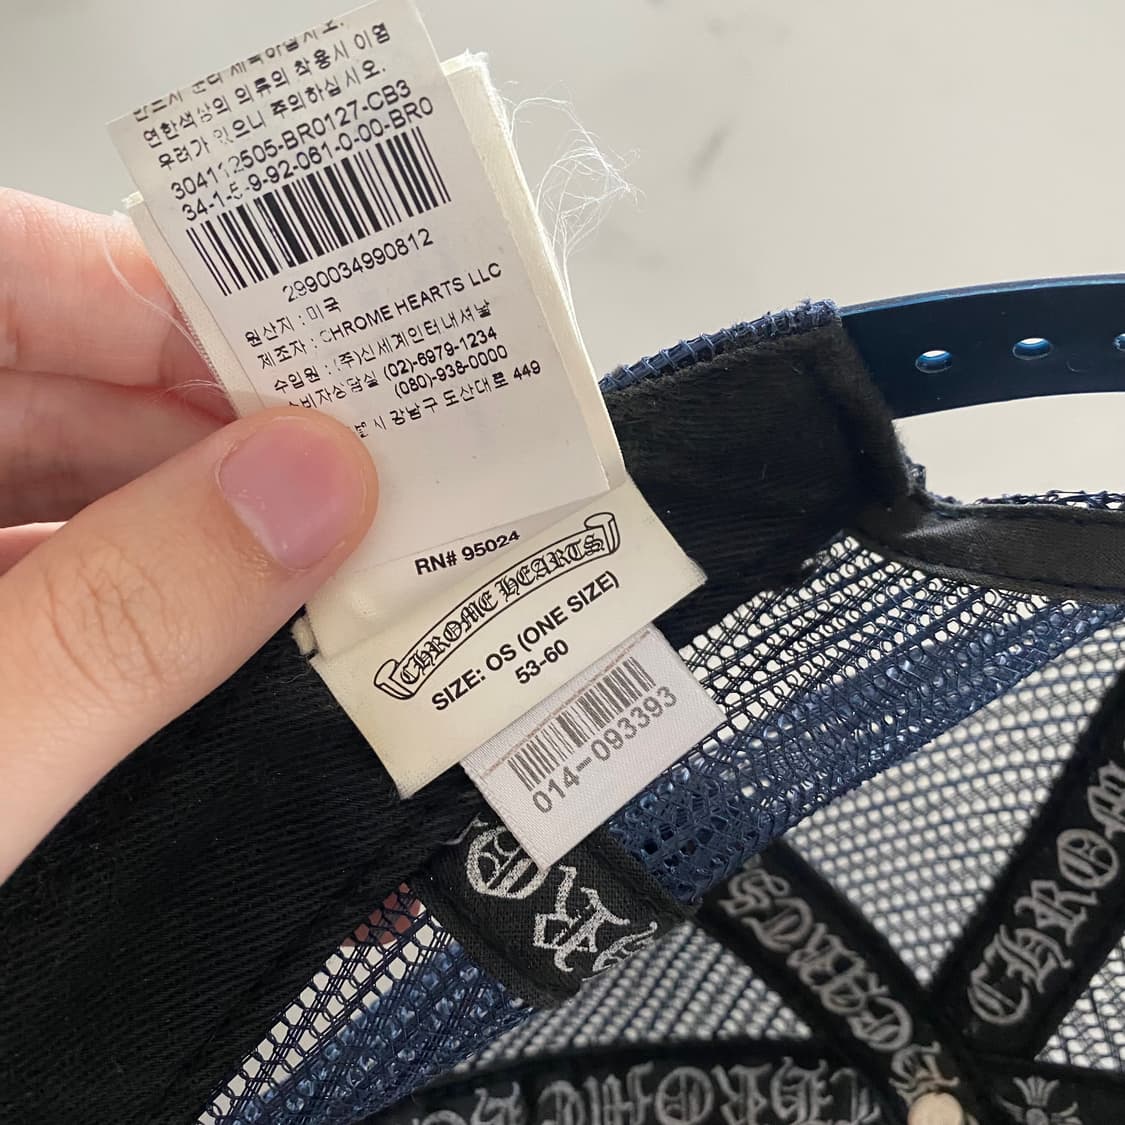 연한색상의 의류의 착용시 이염
우려가 있으니 주의하십시오.
304112505-BR0127-CB3
34-1-5-9-92-061-0-00-BR0
2990034990812
원산지 : 미국
제조자 : CHROME HEARTS LLC
수입원 : (주)신세계인터내셔날
소비자상담실 (02)-6979-1234
(080)-938-0000
시 강남구 도산대로 449
RN# 95024
CHROME HEARTS
SIZE: OS (ONE SIZE)
53-60
014-093393
CHROM
HEARTS
CHROME